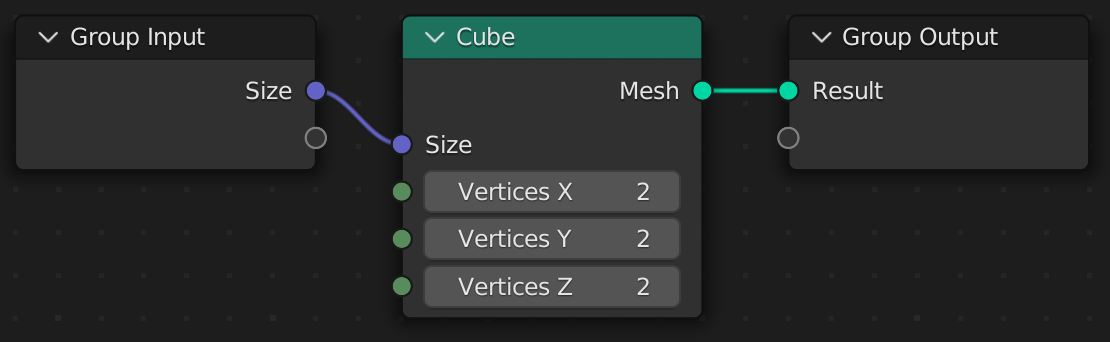 Group Input
Size
Cube
Mesh
Size
Vertices X 2
Vertices Y 2
Vertices Z 2
Group Output
Result